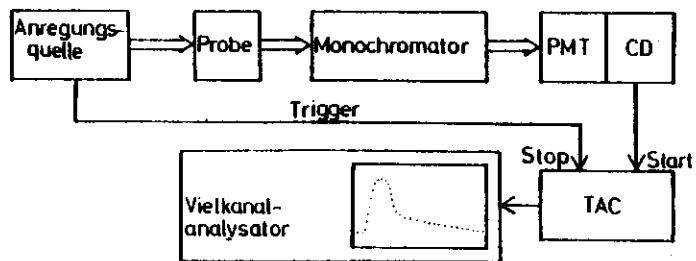 Anregungs-
quelle
Probe
Monochromator
PMT
CD
Trigger
Stop
Start
TAC
Vielkanal-
analysator